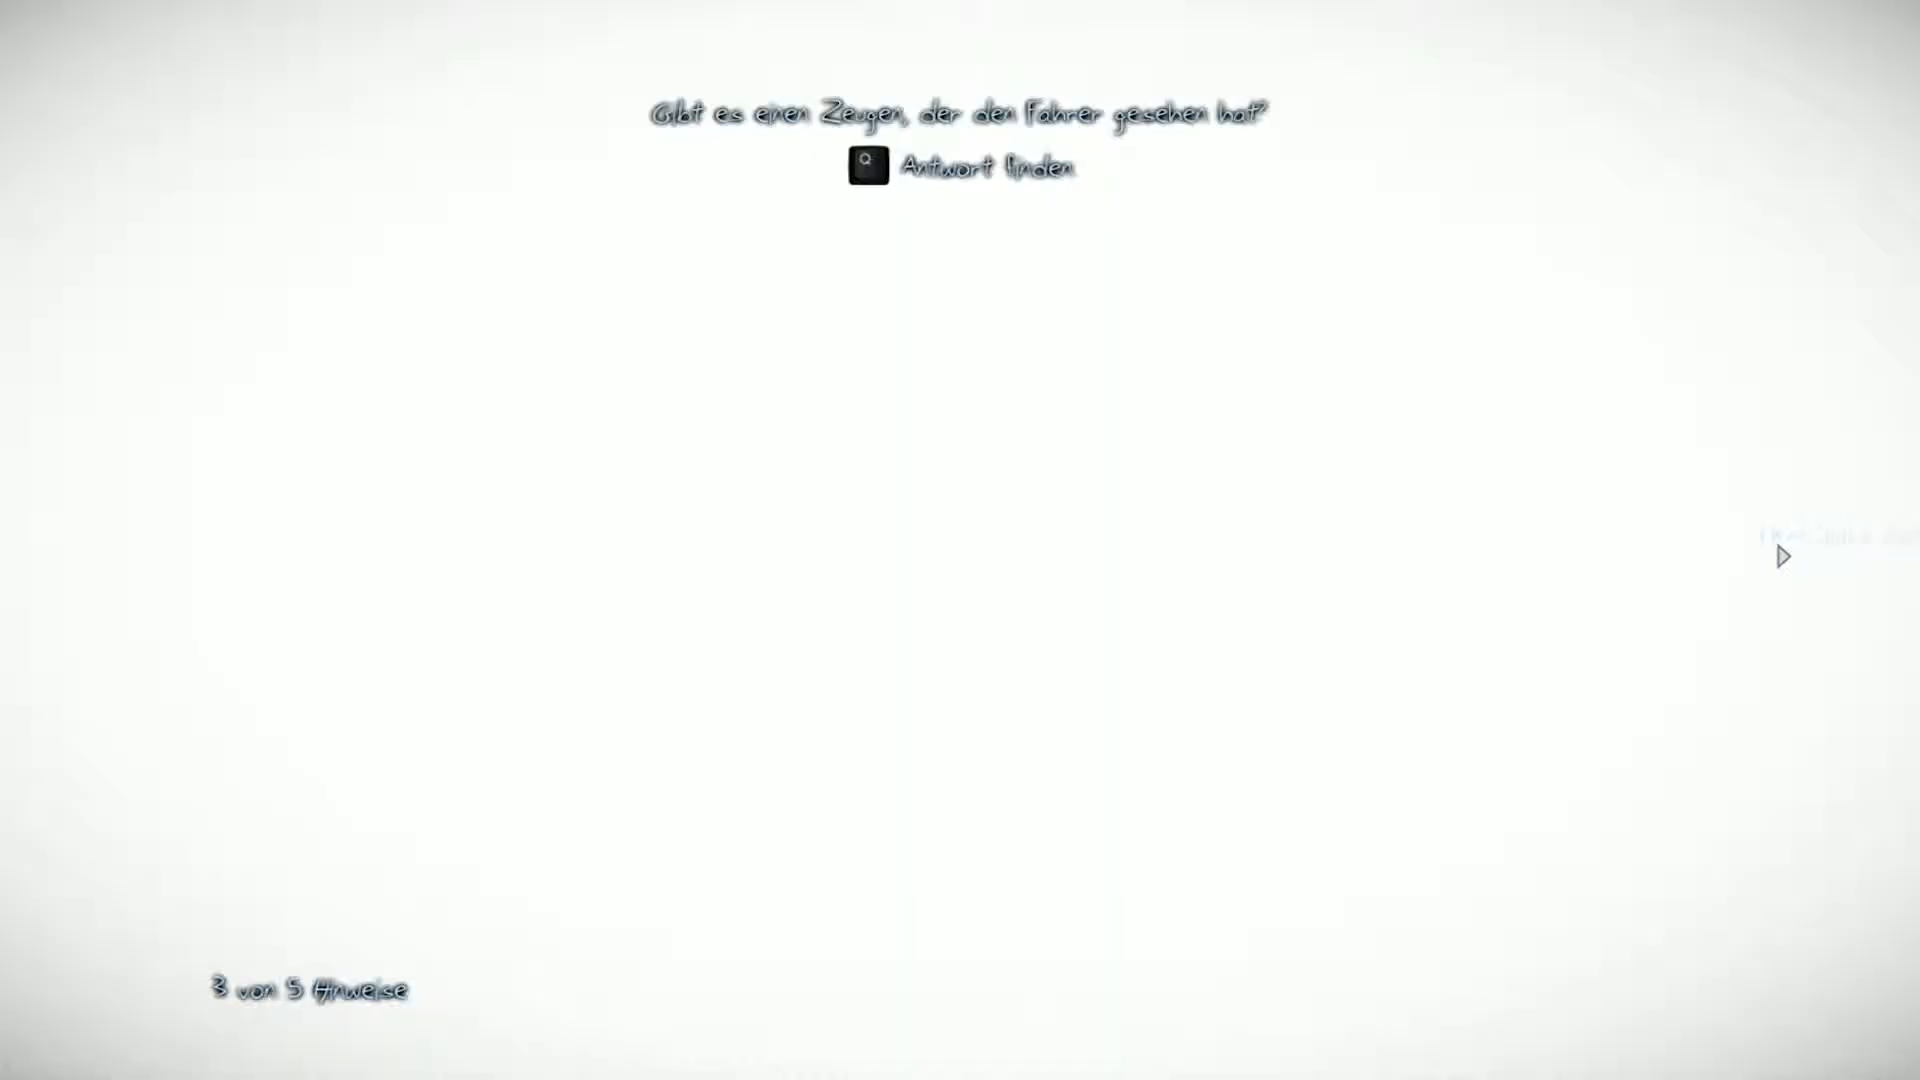 Gibt es einen Zeugen, der den Fahrer gesehen hat?
Q
Antwort finden
3 von 5 Hinweise